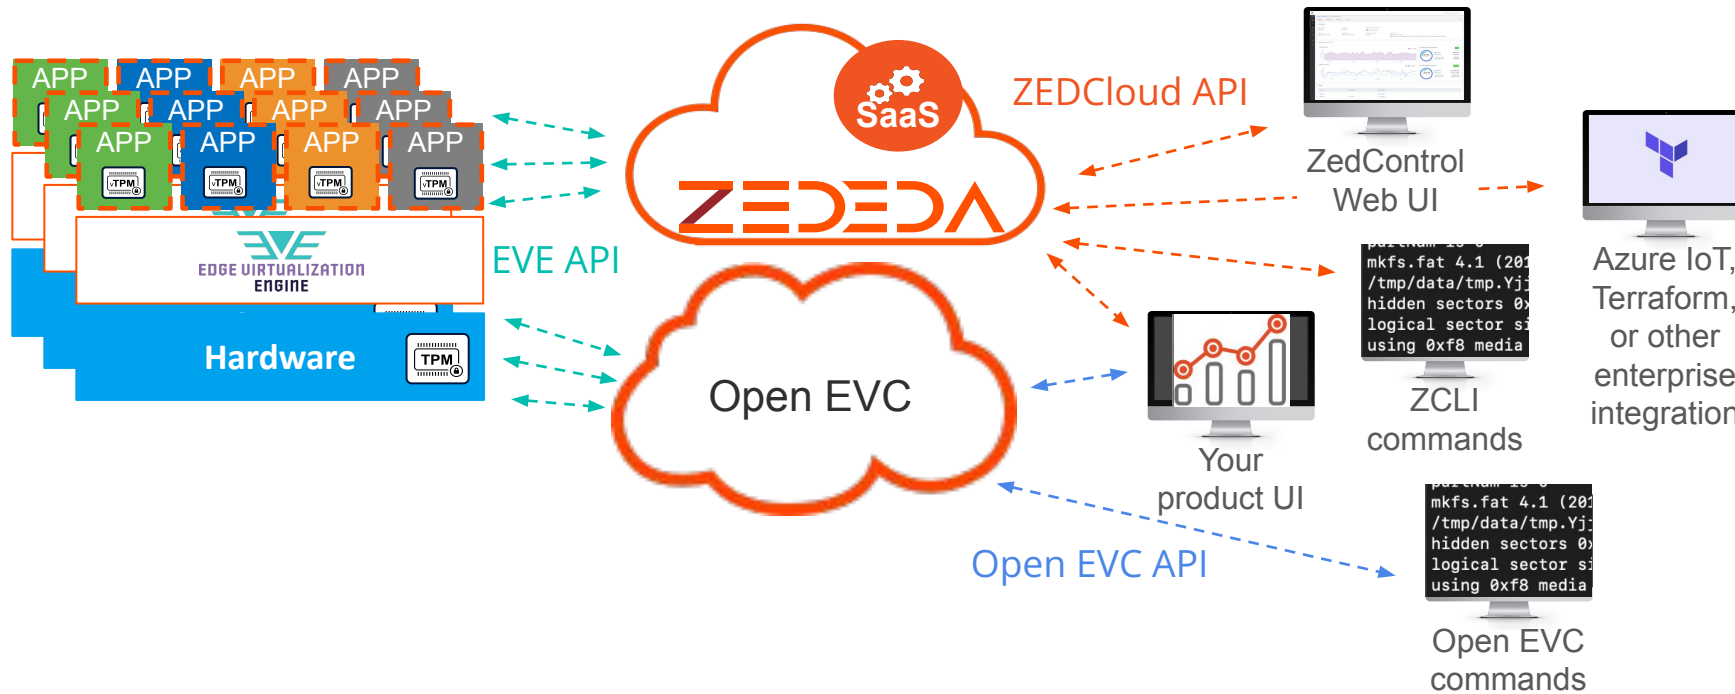 APP APP APP APP
APP APP APP APP
APP APP APP APP
vTPM vTPM vTPM vTPM
EDGE VIRTUALIZATION
ENGINE
Hardware
TPM
EVE API
SaaS
ZEDEDA
Open EVC
ZEDCloud API
ZedControl
Web UI
mkfs.fat 4.1 (201
/tmp/data/tmp.Yjj
hidden sectors 0x
logical sector si
using 0xf8 media
ZCLI
commands
Azure IoT,
Terraform,
or other
enterprise
integration
Your
product UI
Open EVC API
mkfs.fat 4.1 (201
/tmp/data/tmp.Yj
hidden sectors 0x
logical sector si
using 0xf8 media
Open EVC
commands